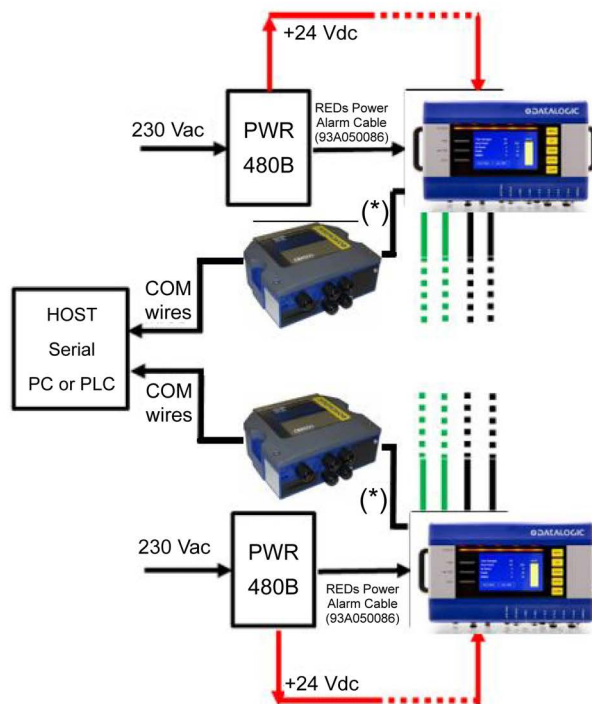 +24 Vdc
230 Vac
PWR
480B
REDs Power
Alarm Cable
(93A050086)
DATALOGIC
(*)
COM
wires
HOST
Serial
PC or PLC
COM
wires
(*)
230 Vac
PWR
480B
REDs Power
Alarm Cable
(93A050086)
DATALOGIC
+24 Vdc